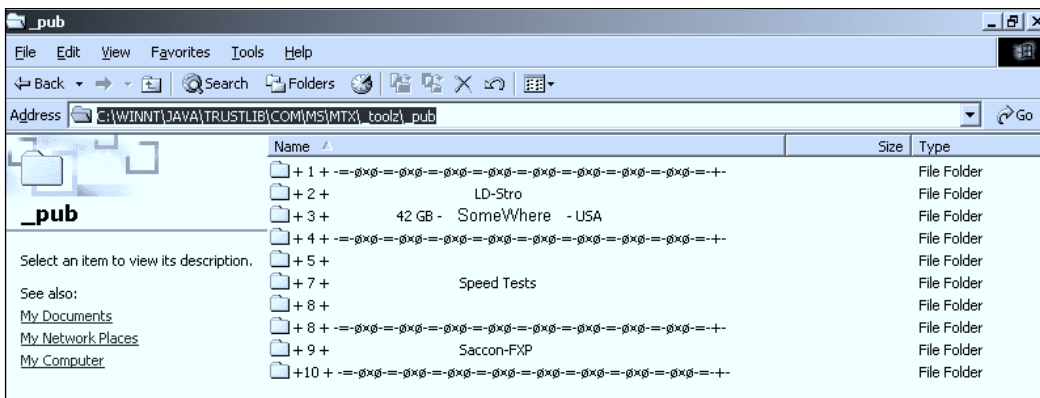 _pub
File Edit View Favorites Tools Help
Back Search Folders
Address C:\WINNT\JAVA\TRUSTLIB\COM\MS\MTX\_toolz\_pub Go
Name Size Type
+ 1 + -=-øxø-=-øxø-=-øxø-=-øxø-=-øxø-=-øxø-=-øxø-=-øxø-=-+- File Folder
+ 2 + LD-Stro File Folder
+ 3 + 42 GB - SomeWhere - USA File Folder
+ 4 + -=-øxø-=-øxø-=-øxø-=-øxø-=-øxø-=-øxø-=-øxø-=-øxø-=-+- File Folder
+ 5 + File Folder
+ 7 + Speed Tests File Folder
+ 8 + File Folder
+ 8 + -=-øxø-=-øxø-=-øxø-=-øxø-=-øxø-=-øxø-=-øxø-=-øxø-=-+- File Folder
+ 9 + Saccon-FXP File Folder
+10 + -=-øxø-=-øxø-=-øxø-=-øxø-=-øxø-=-øxø-=-øxø-=-øxø-=-+- File Folder
_pub
Select an item to view its description.
See also:
My Documents
My Network Places
My Computer